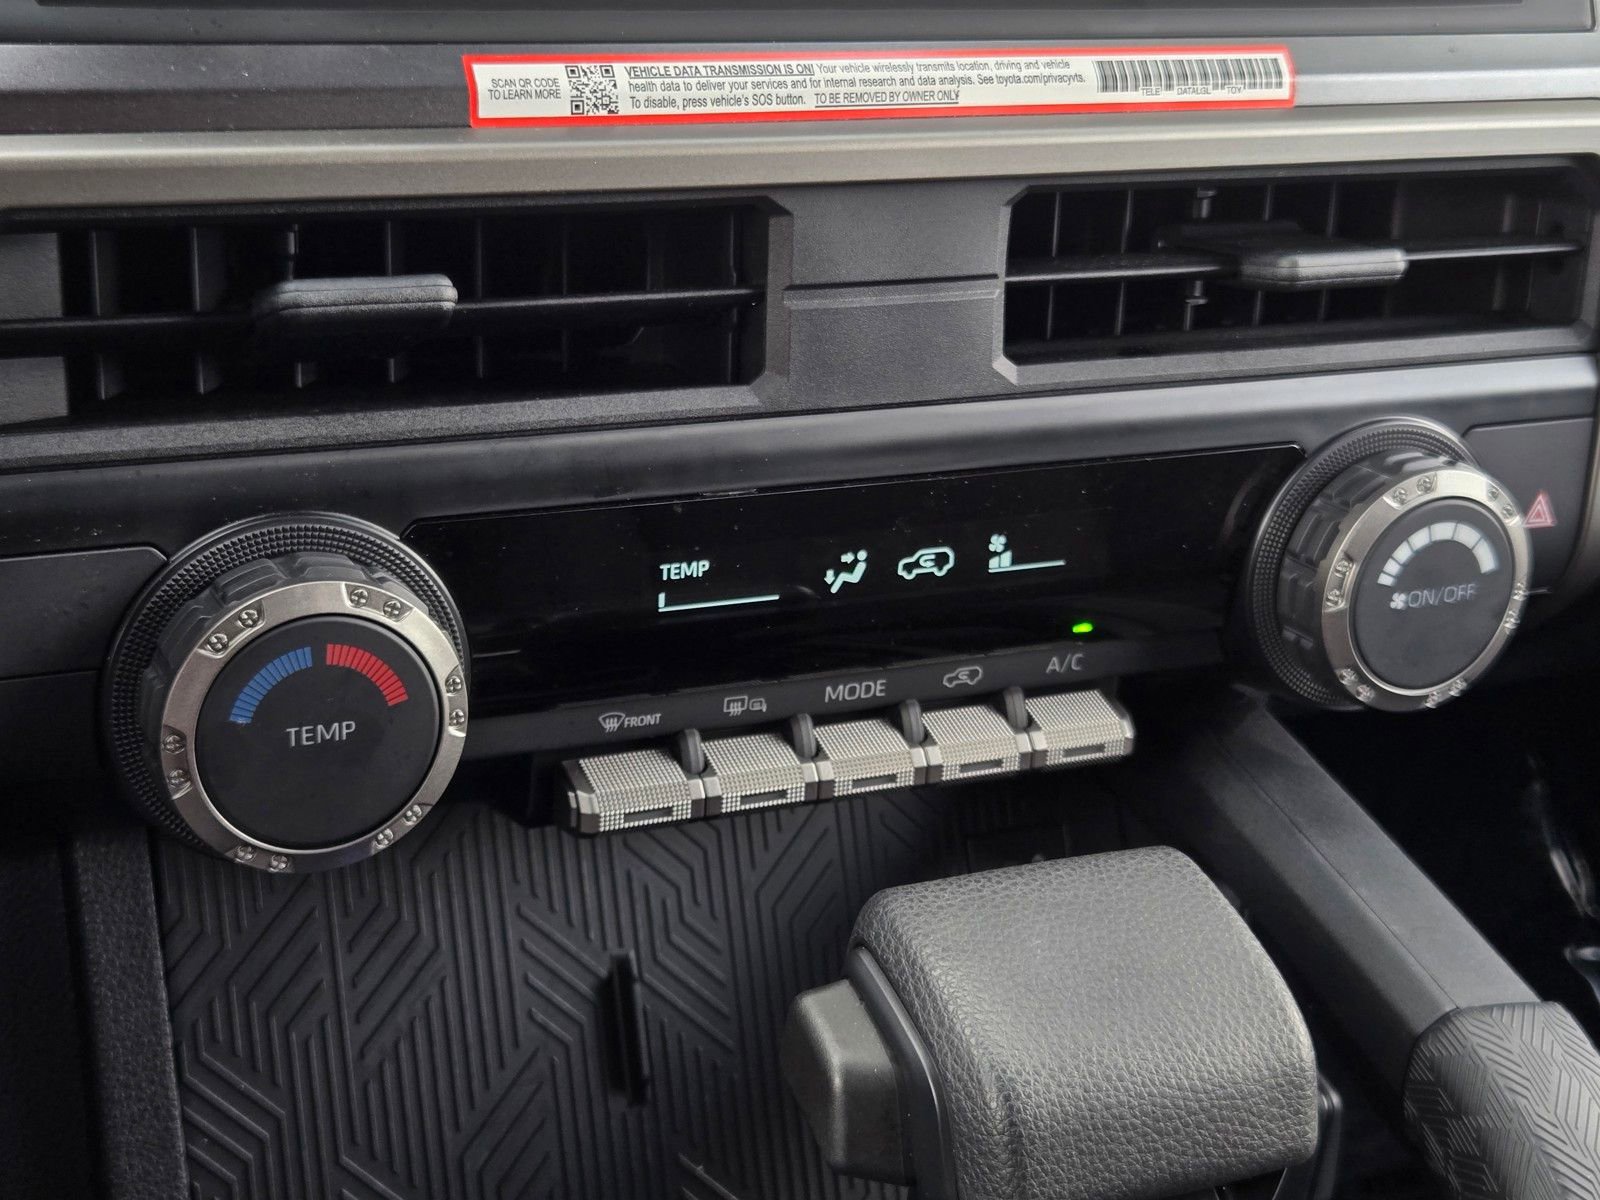 SCAN QR CODE
TO LEARN MORE
VEHICLE DATA TRANSMISSION IS ON! Your vehicle wirelessly transmits location, driving and vehicle
health data to deliver your services and for internal research and data analysis. See toyota.com/privacyvts.
To disable, press vehicle's SOS button. TO BE REMOVED BY OWNER ONLY
TELE DATALGL TOY
TEMP
ON/OFF
FRONT
MODE
A/C
TEMP